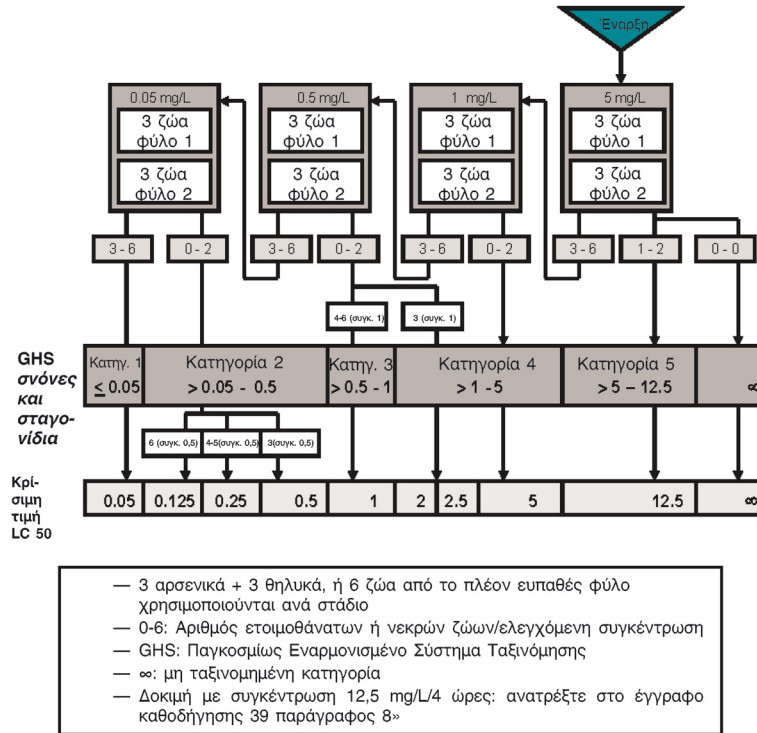 Έναρξη
0.05 mg/L
0.5 mg/L
1 mg/L
5 mg/L
3 ζώα
φύλο 1
3 ζώα
φύλο 1
3 ζώα
φύλο 1
3 ζώα
φύλο 1
3 ζώα
φύλο 2
3 ζώα
φύλο 2
3 ζώα
φύλο 2
3 ζώα
φύλο 2
3 - 6
0 - 2
3 - 6
0 - 2
3 - 6
0 - 2
3 - 6
1 - 2
0 - 0
4-6 (συγκ. 1)
3 (συγκ. 1)
GHS
σνόνες
και
σταγο-
νίδια
Κατηγ. 1
≤ 0.05
Κατηγορία 2
> 0.05 - 0.5
Κατηγ. 3
> 0.5 - 1
Κατηγορία 4
> 1 - 5
Κατηγορία 5
> 5 – 12.5
∞
6 (συγκ. 0,5)
4-5(συγκ. 0,5)
3(συγκ. 0,5)
Κρί-
σιμη
τιμή
LC 50
0.05
0.125
0.25
0.5
1
2
2.5
5
12.5
∞
— 3 αρσενικά + 3 θηλυκά, ή 6 ζώα από το πλέον ευπαθές φύλο
χρησιμοποιούνται ανά στάδιο
— 0-6: Αριθμός ετοιμοθάνατων ή νεκρών ζώων/ελεγχόμενη συγκέντρωση
— GHS: Παγκοσμίως Εναρμονισμένο Σύστημα Ταξινόμησης
— ∞: μη ταξινομημένη κατηγορία
— Δοκιμή με συγκέντρωση 12,5 mg/L/4 ώρες: ανατρέξτε στο έγγραφο
καθοδήγησης 39 παράγραφος 8»